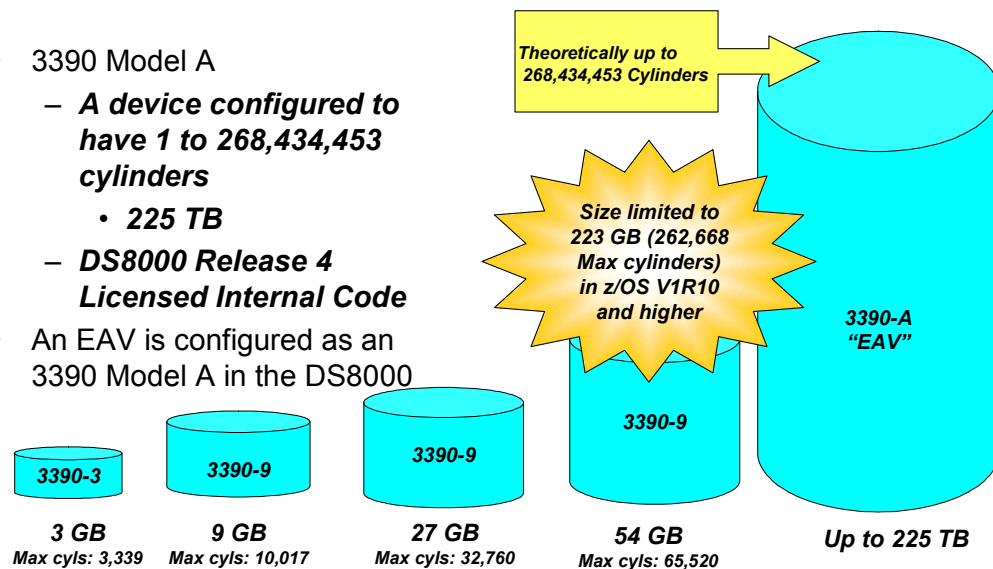 3390 Model A
– A device configured to
have 1 to 268,434,453
cylinders
• 225 TB
– DS8000 Release 4
Licensed Internal Code
An EAV is configured as an
3390 Model A in the DS8000
Theoretically up to
268,434,453 Cylinders
Size limited to
223 GB (262,668
Max cylinders)
in z/OS V1R10
and higher
3390-A
“EAV”
3390-3
3390-9
3390-9
3390-9
3 GB
Max cyls: 3,339
9 GB
Max cyls: 10,017
27 GB
Max cyls: 32,760
54 GB
Max cyls: 65,520
Up to 225 TB